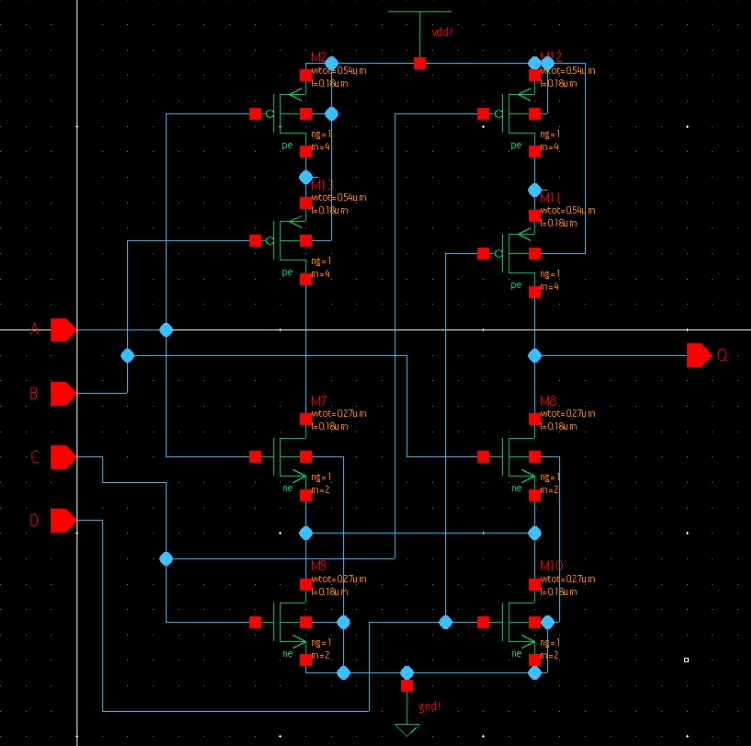 vdd!
M2
wtot=0.54um
l=0.18um
ng=1
m=4
pe
M12
wtot=0.54um
l=0.18um
ng=1
m=4
pe
M13
wtot=0.54um
l=0.18um
ng=1
m=4
pe
M11
wtot=0.54um
l=0.18um
ng=1
m=4
pe
A
B
C
D
Q
M7
wtot=0.27um
l=0.18um
ng=1
m=2
ne
M8
wtot=0.27um
l=0.18um
ng=1
m=2
ne
M9
wtot=0.27um
l=0.18um
ng=1
m=2
ne
M10
wtot=0.27um
l=0.18um
ng=1
m=2
ne
gnd!